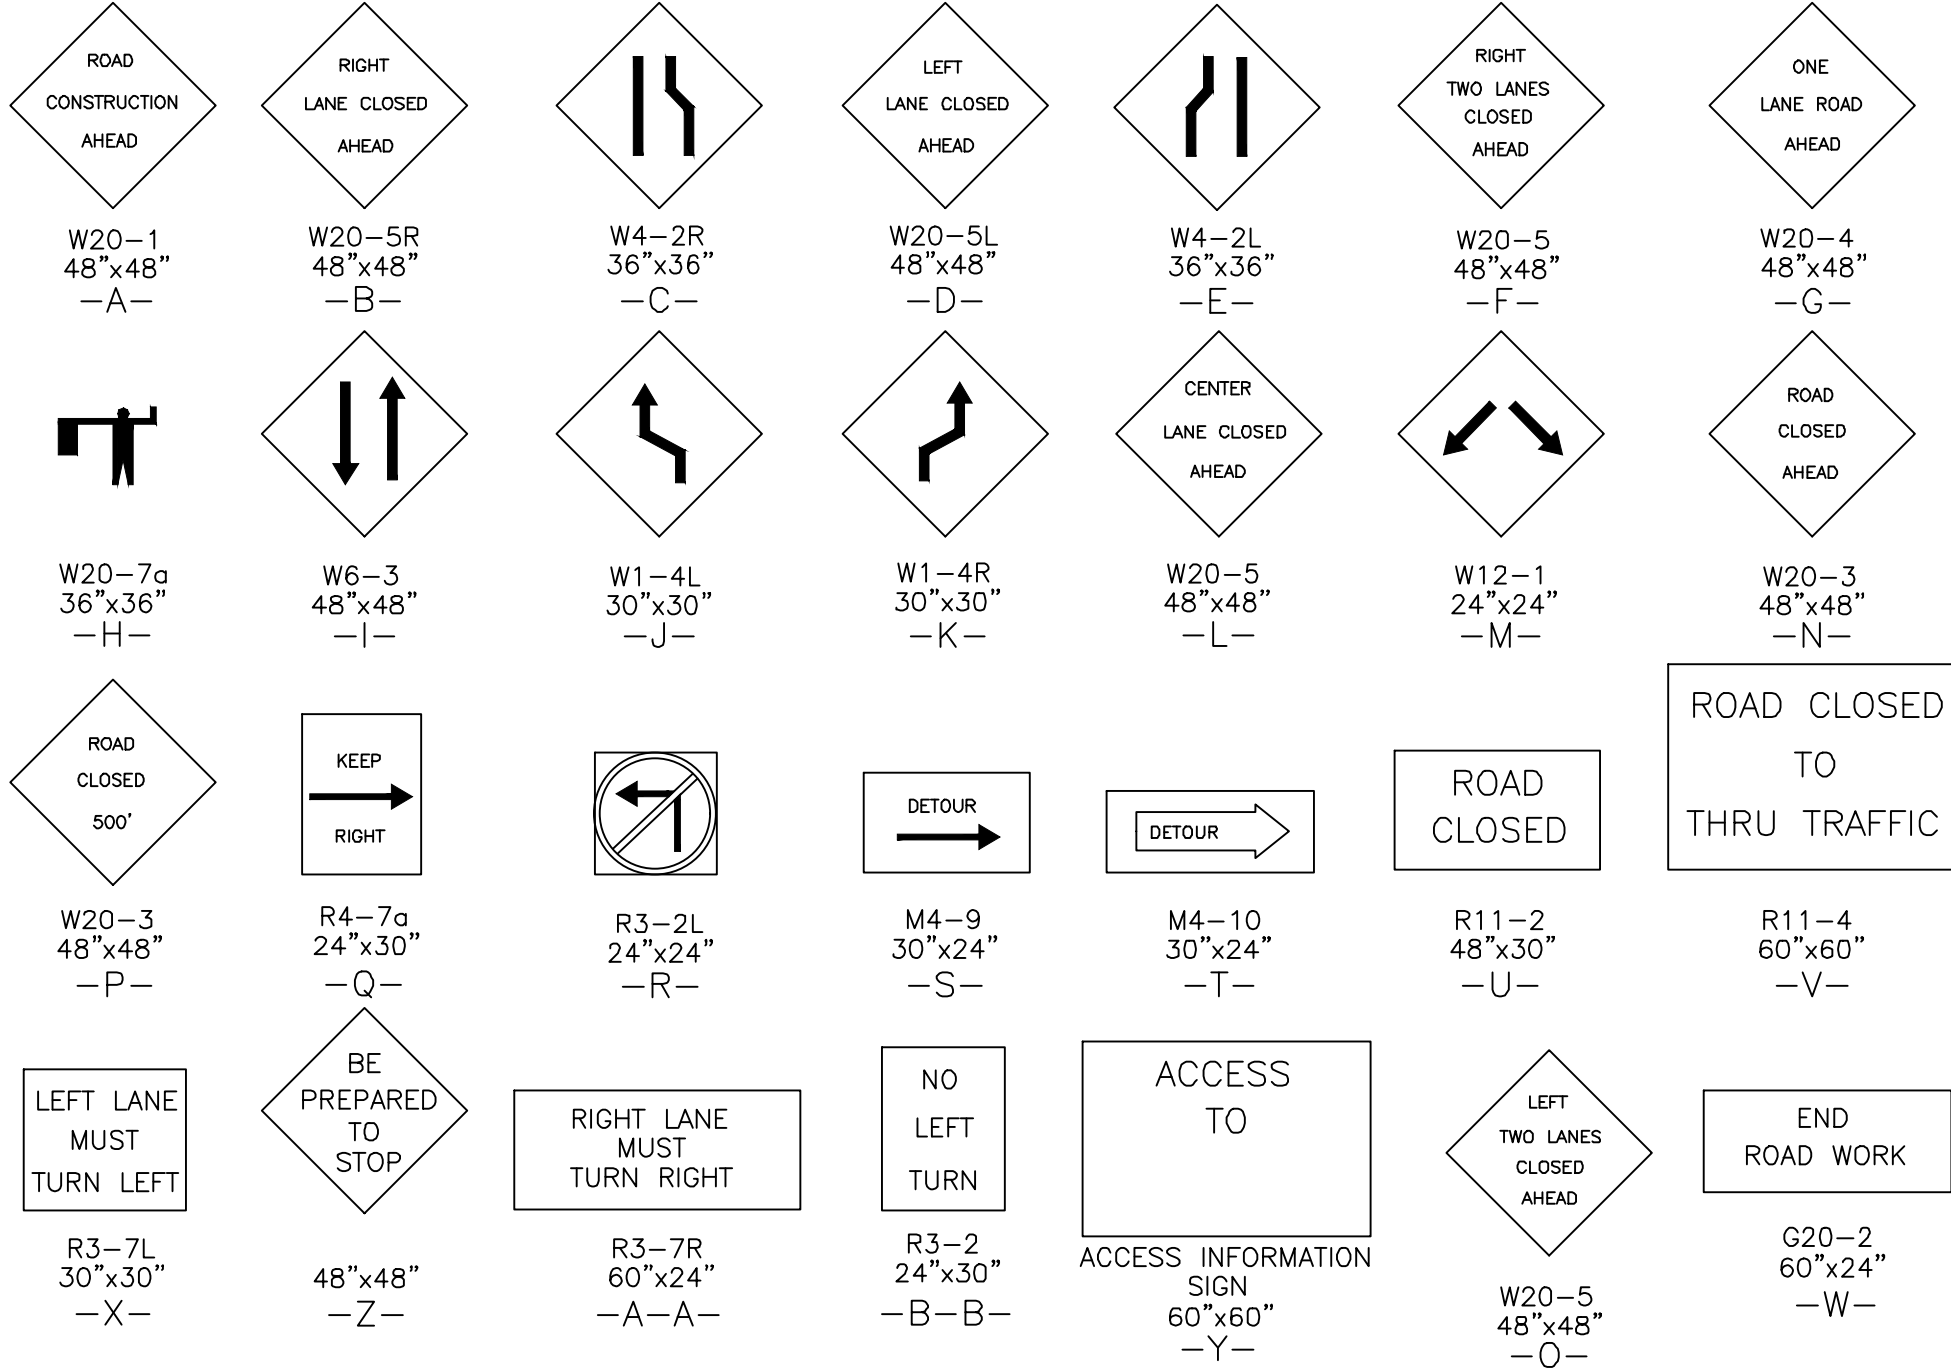 ROAD
CONSTRUCTION
AHEAD
W20-1
48"x48"
-A-
RIGHT
LANE CLOSED
AHEAD
W20-5R
48"x48"
-B-
W4-2R
36"x36"
-C-
LEFT
LANE CLOSED
AHEAD
W20-5L
48"x48"
-D-
W4-2L
36"x36"
-E-
RIGHT
TWO LANES
CLOSED
AHEAD
W20-5
48"x48"
-F-
ONE
LANE ROAD
AHEAD
W20-4
48"x48"
-G-
W20-7a
36"x36"
-H-
W6-3
48"x48"
-I-
W1-4L
30"x30"
-J-
W1-4R
30"x30"
-K-
CENTER
LANE CLOSED
AHEAD
W20-5
48"x48"
-L-
W12-1
24"x24"
-M-
ROAD
CLOSED
AHEAD
W20-3
48"x48"
-N-
ROAD
CLOSED
500'
W20-3
48"x48"
-P-
KEEP
RIGHT
R4-7a
24"x30"
-Q-
R3-2L
24"x24"
-R-
DETOUR
M4-9
30"x24"
-S-
DETOUR
M4-10
30"x24"
-T-
ROAD
CLOSED
R11-2
48"x30"
-U-
ROAD CLOSED
TO
THRU TRAFFIC
R11-4
60"x60"
-V-
LEFT LANE
MUST
TURN LEFT
R3-7L
30"x30"
-X-
BE
PREPARED
TO
STOP
48"x48"
-Z-
RIGHT LANE
MUST
TURN RIGHT
R3-7R
60"x24"
-A-A-
NO
LEFT
TURN
R3-2
24"x30"
-B-B-
ACCESS
TO
ACCESS INFORMATION
SIGN
60"x60"
-Y-
LEFT
TWO LANES
CLOSED
AHEAD
W20-5
48"x48"
-O-
END
ROAD WORK
G20-2
60"x24"
-W-